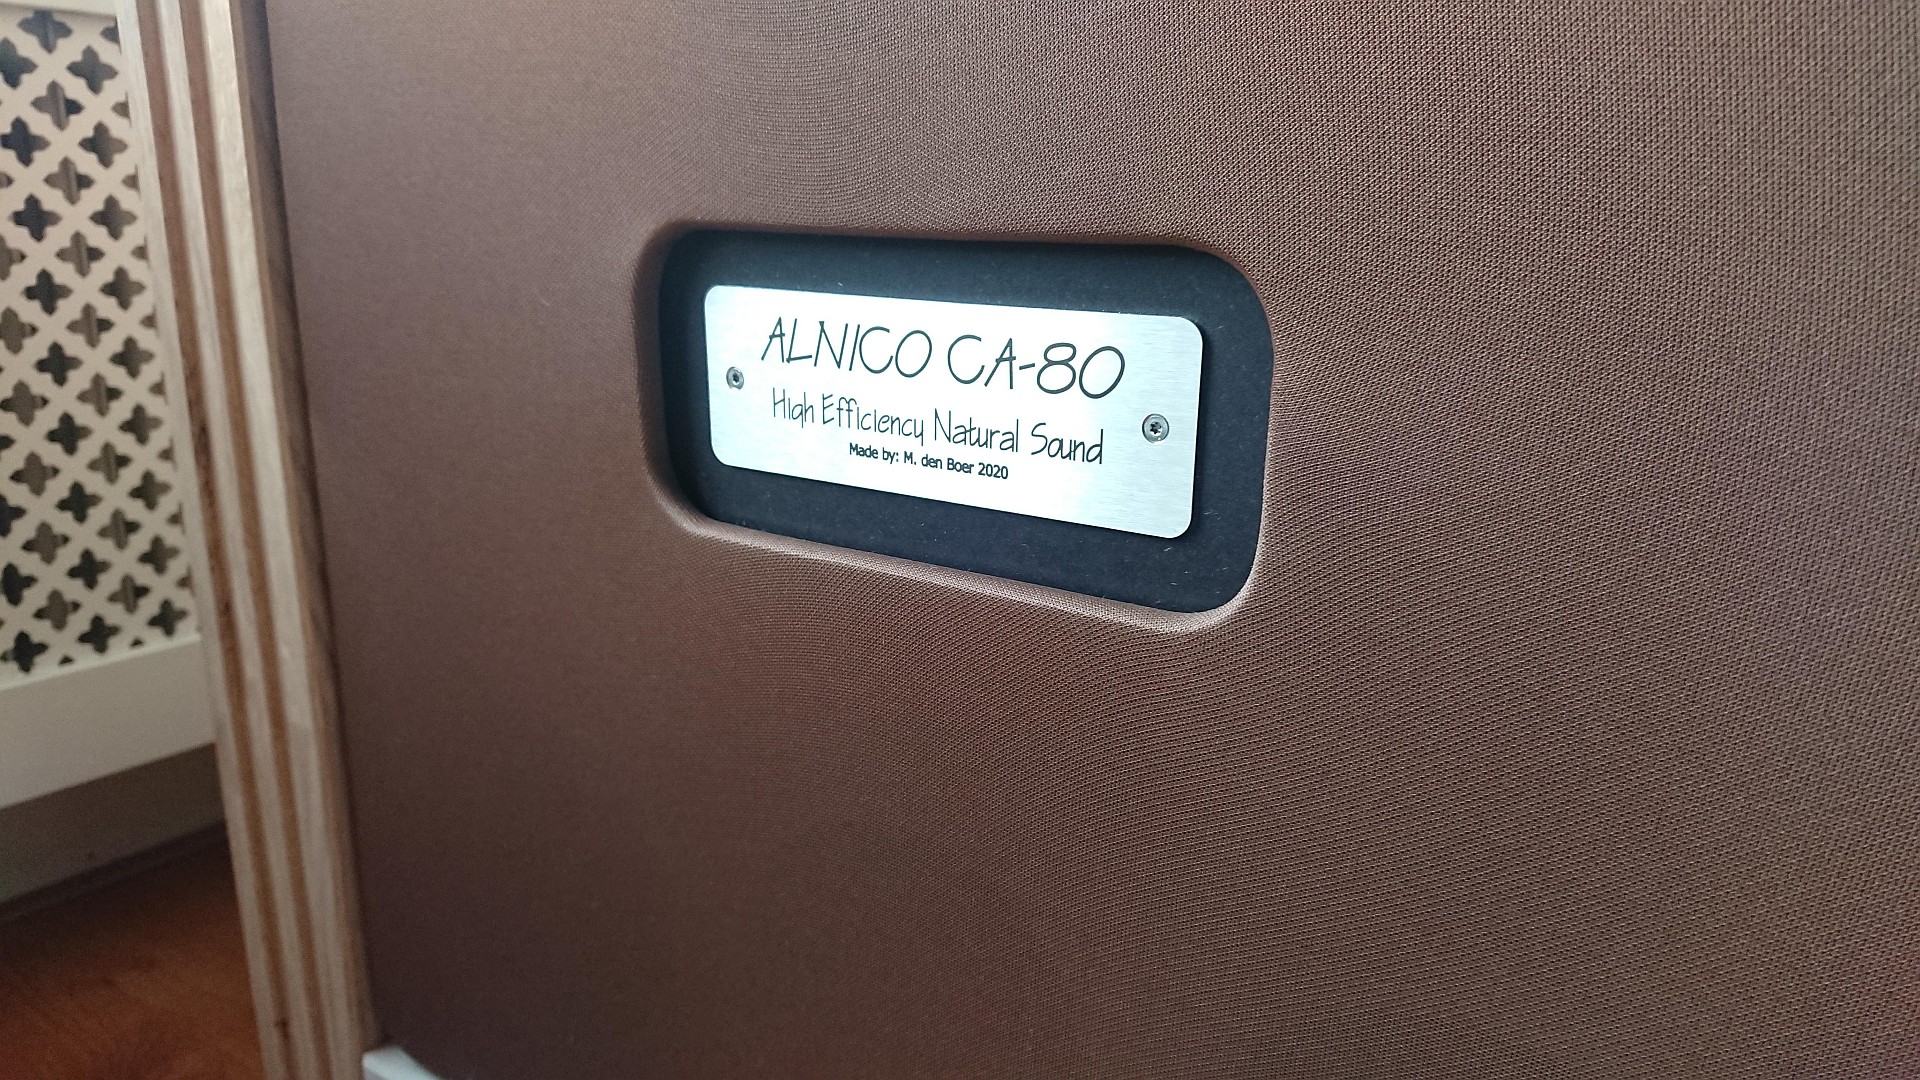 ALNICO CA-80
High Efficiency Natural Sound
Made by: M. den Boer 2020